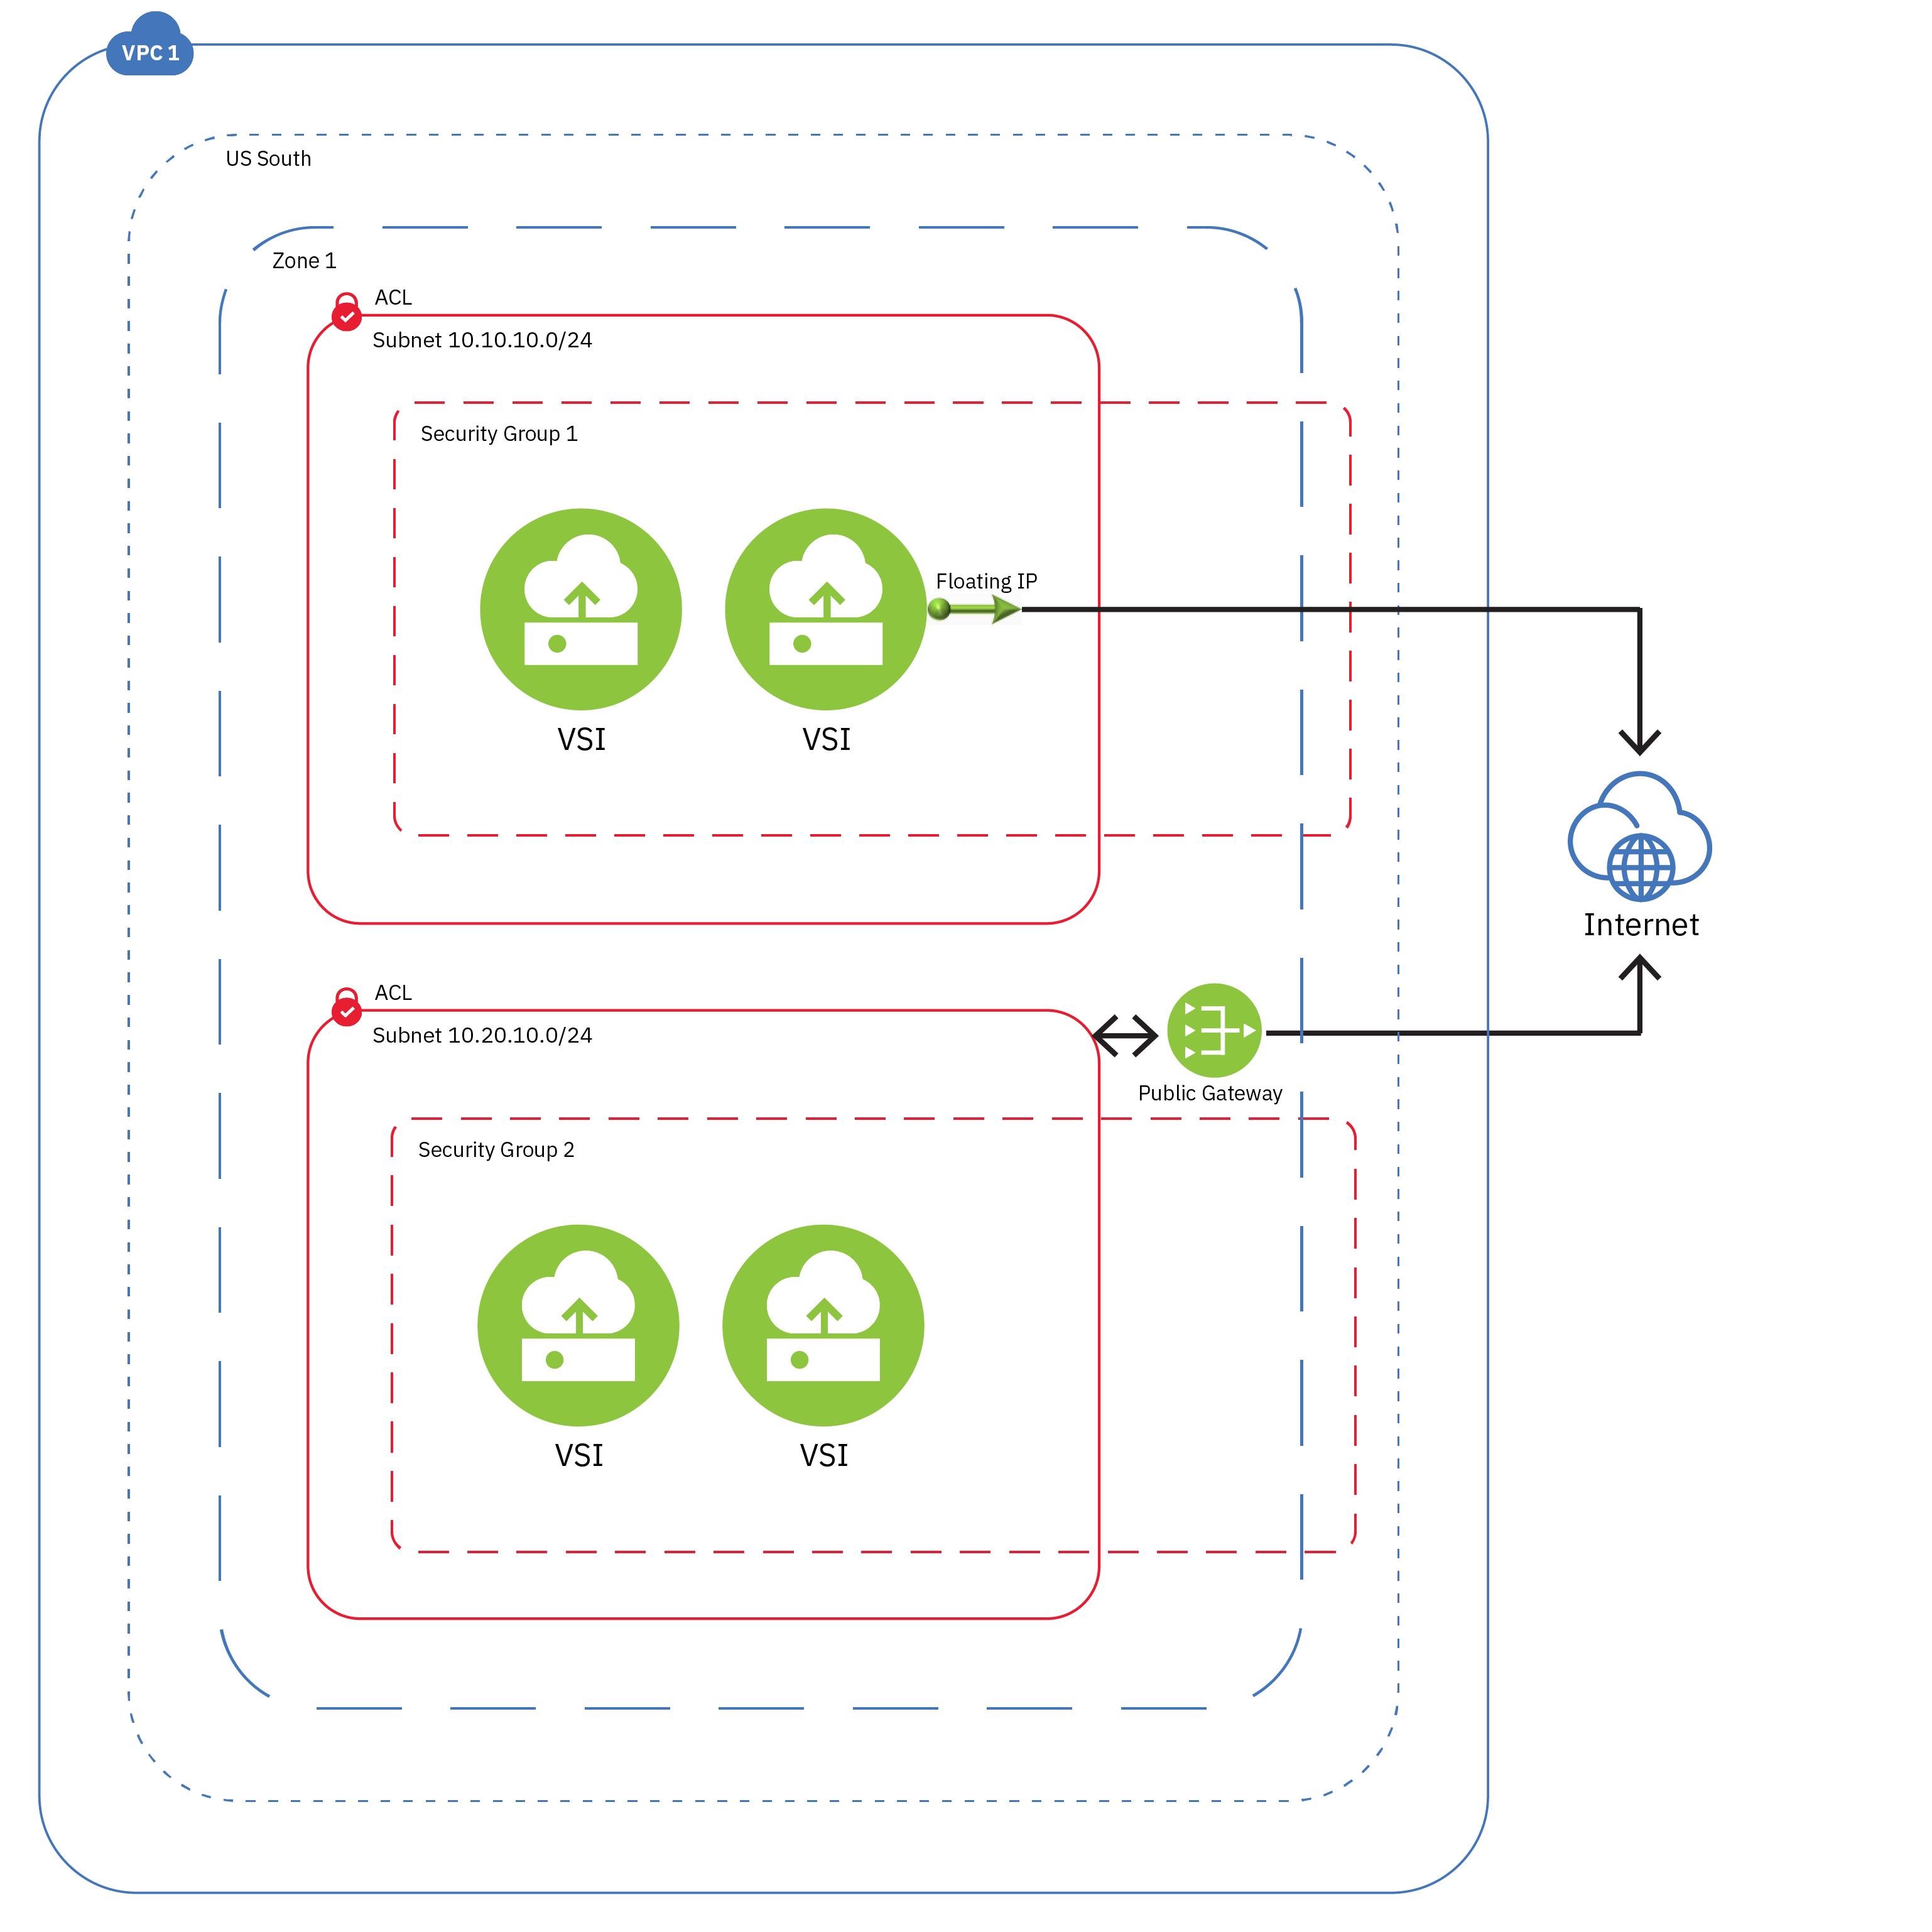 VPC 1
US South
Zone 1
ACL
Subnet 10.10.10.0/24
Security Group 1
Floating IP
VSI
VSI
Internet
ACL
Subnet 10.20.10.0/24
Public Gateway
Security Group 2
VSI
VSI